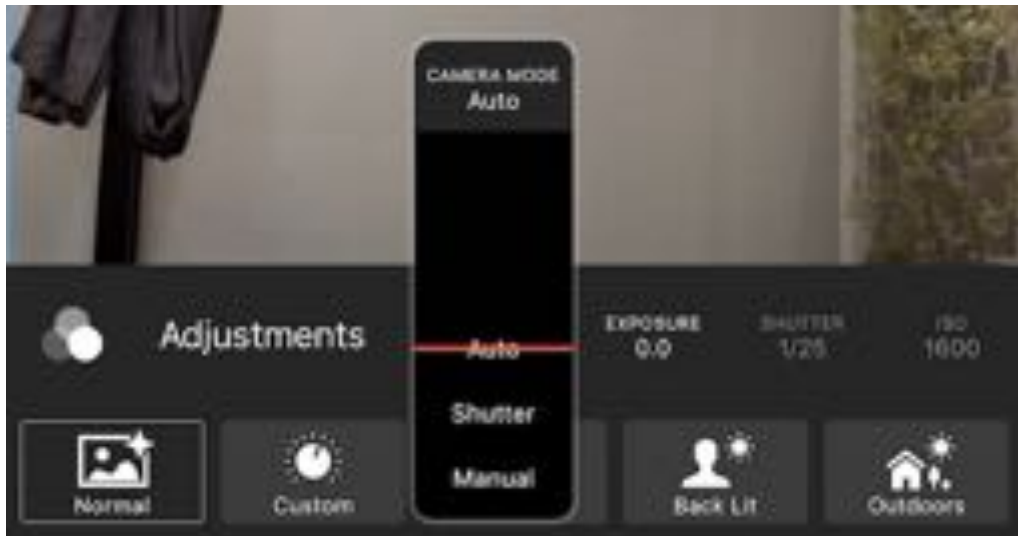 CAMERA MODE
Auto
Adjustments
Auto
EXPOSURE
0.0
SHUTTER
1/25
ISO
1600
Shutter
Manual
Normal
Custom
Back Lit
Outdoors